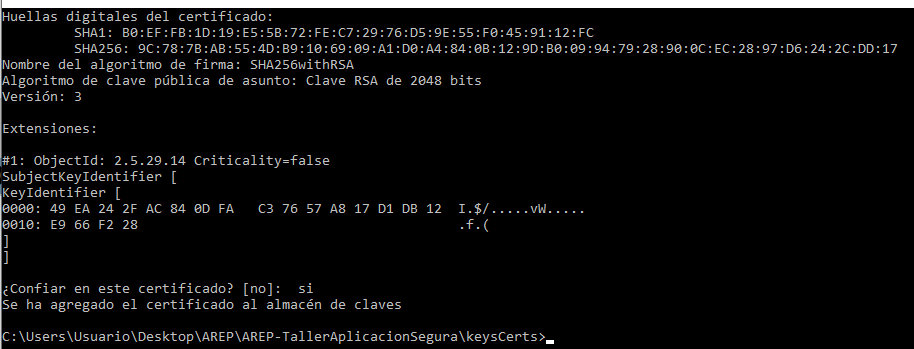 Huellas digitales del certificado:
         SHA1: B0:EF:FB:1D:19:E5:5B:72:FE:C7:29:76:D5:9E:55:F0:45:91:12:FC
         SHA256: 9C:78:7B:AB:55:4D:B9:10:69:09:A1:D0:A4:84:0B:12:9D:B0:09:94:79:28:90:0C:EC:28:97:D6:24:2C:DD:17
Nombre del algoritmo de firma: SHA256withRSA
Algoritmo de clave pública de asunto: Clave RSA de 2048 bits
Versión: 3
Extensiones:
#1: ObjectId: 2.5.29.14 Criticality=false
SubjectKeyIdentifier [
KeyIdentifier [
0000: 49 EA 24 2F AC 84 0D FA   C3 76 57 A8 17 D1 DB 12  I.$/.....vW.....
0010: E9 66 F2 28                                        .f.(
]
]
¿Confiar en este certificado? [no]:  si
Se ha agregado el certificado al almacén de claves
C:\Users\Usuario\Desktop\AREP\AREP-TallerAplicacionSegura\keysCerts>